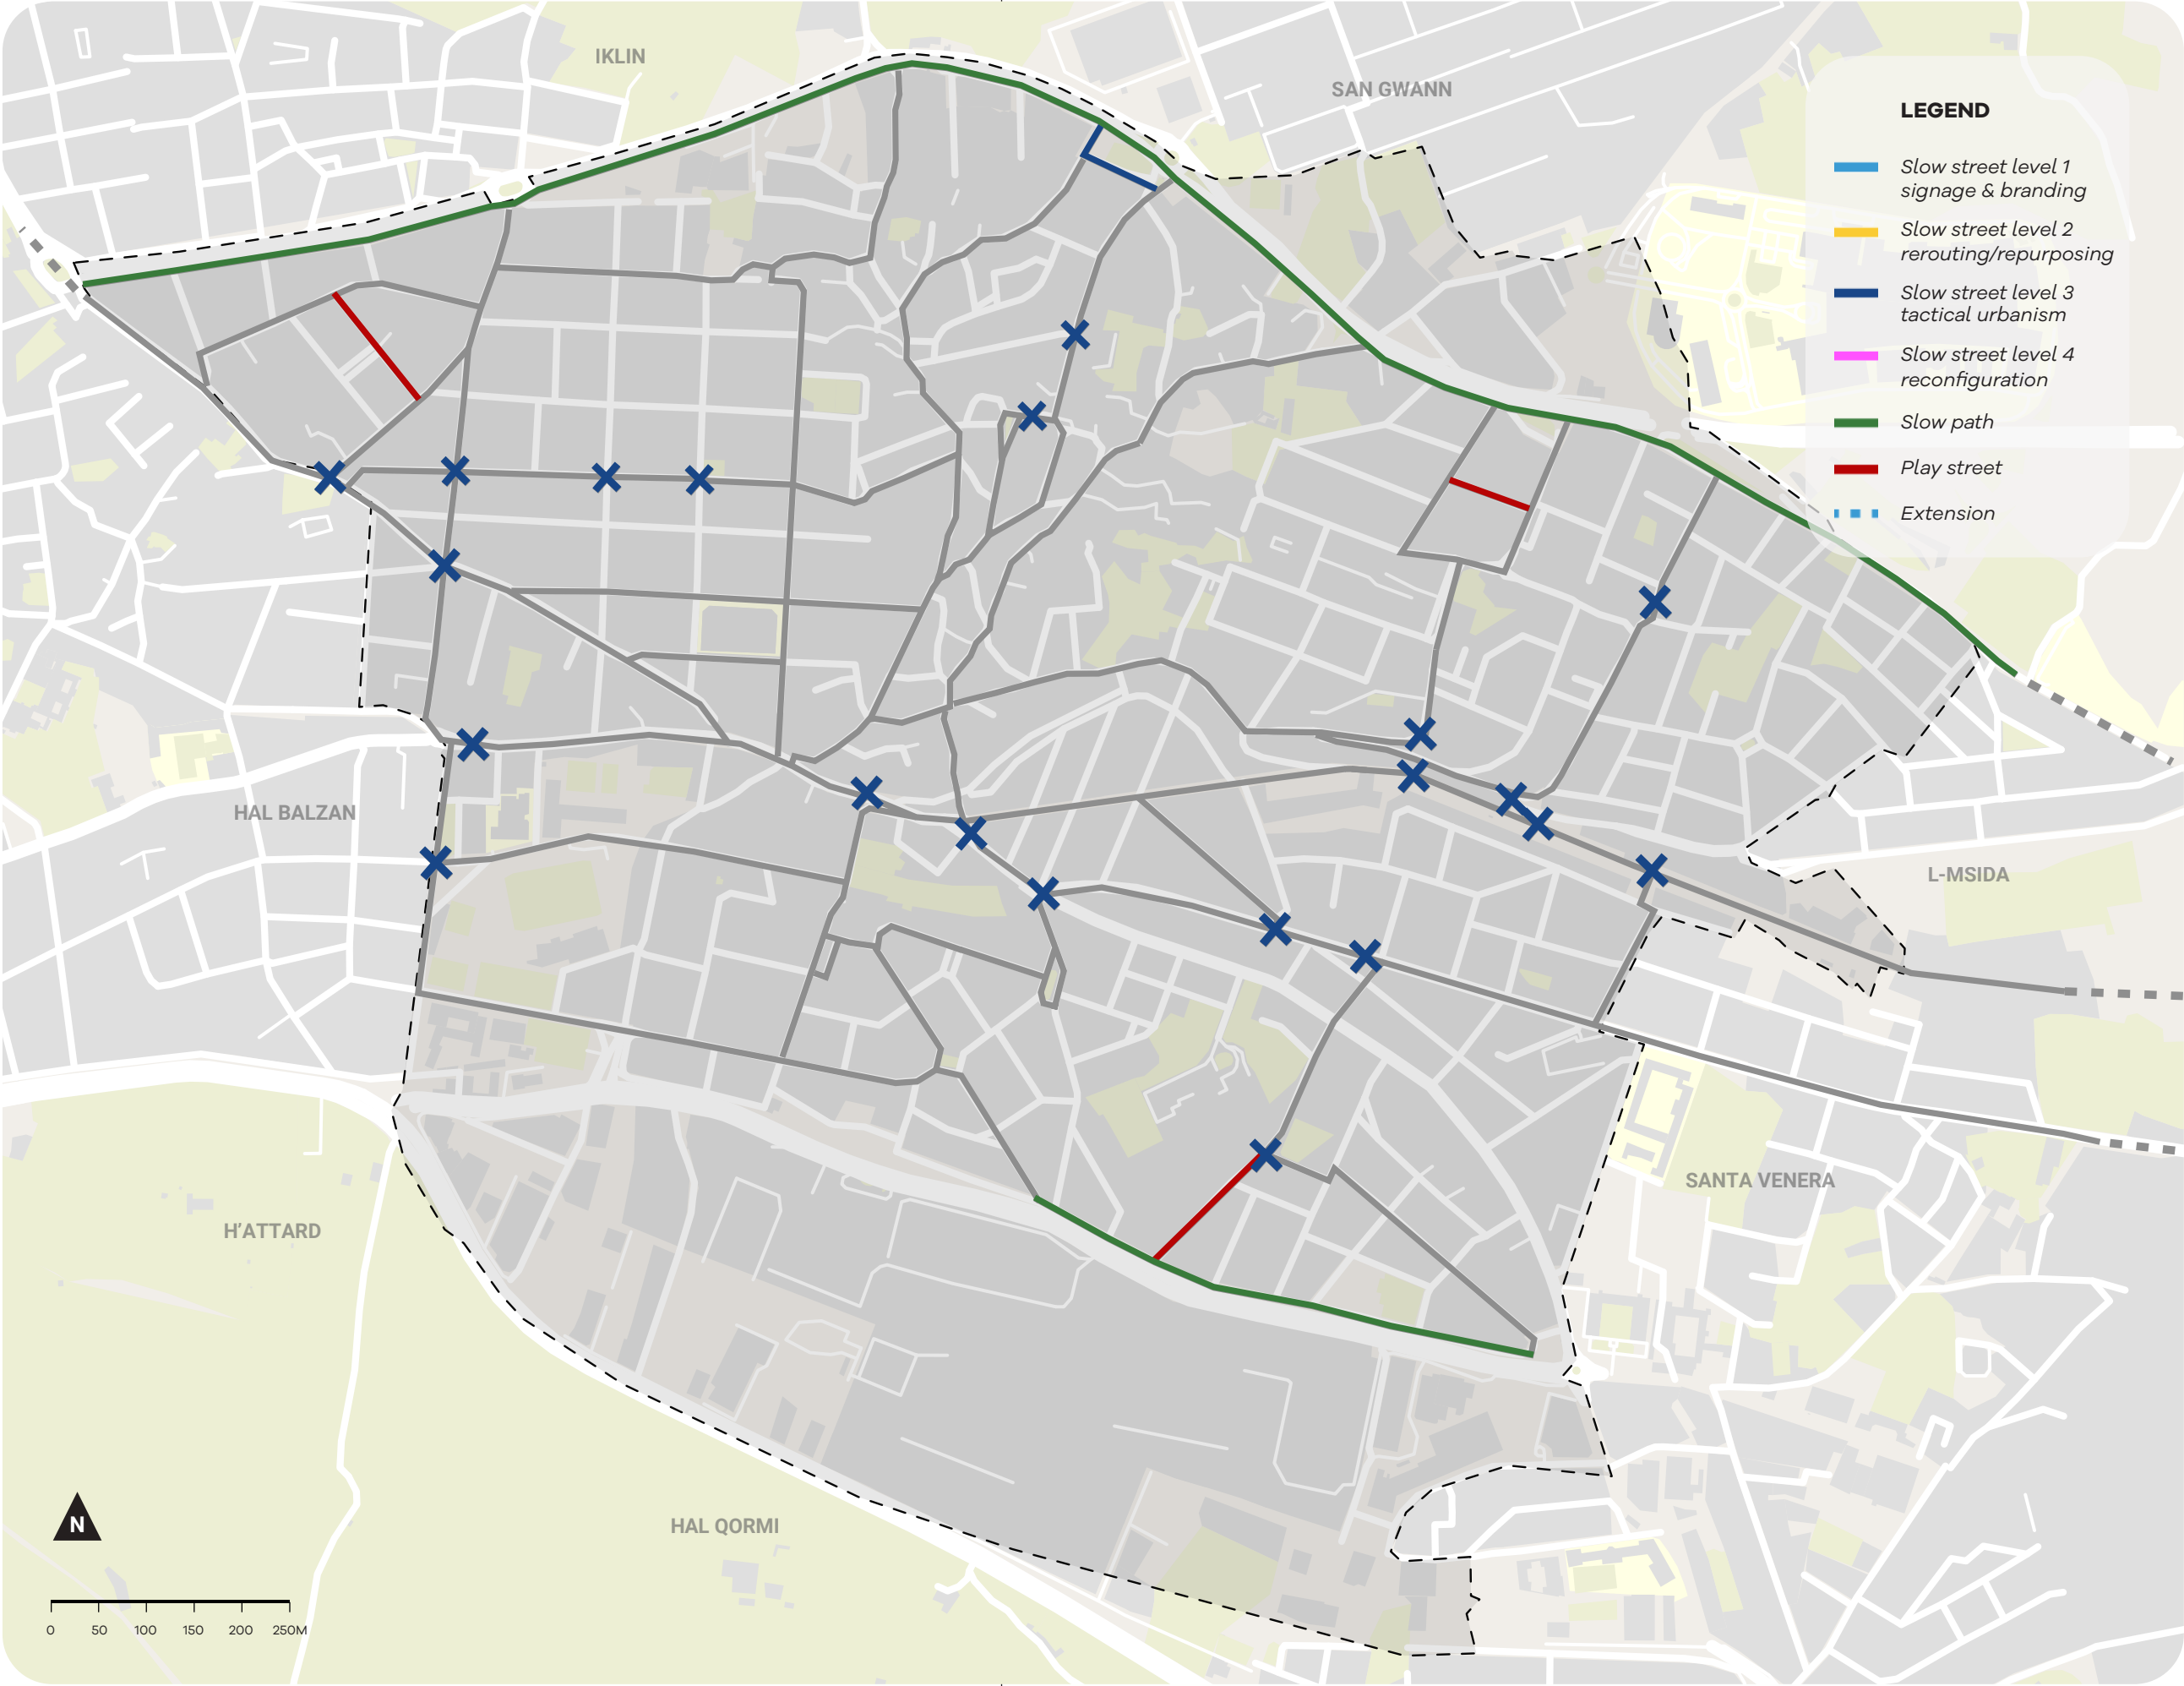 IKLIN
SAN GWANN
LEGEND
Slow street level 1
signage & branding
Slow street level 2
rerouting/repurposing
Slow street level 3
tactical urbanism
Slow street level 4
reconfiguration
Slow path
Play street
Extension
HAL BALZAN
L-MSIDA
SANTA VENERA
H'ATTARD
HAL QORMI
N
0 50 100 150 200 250M